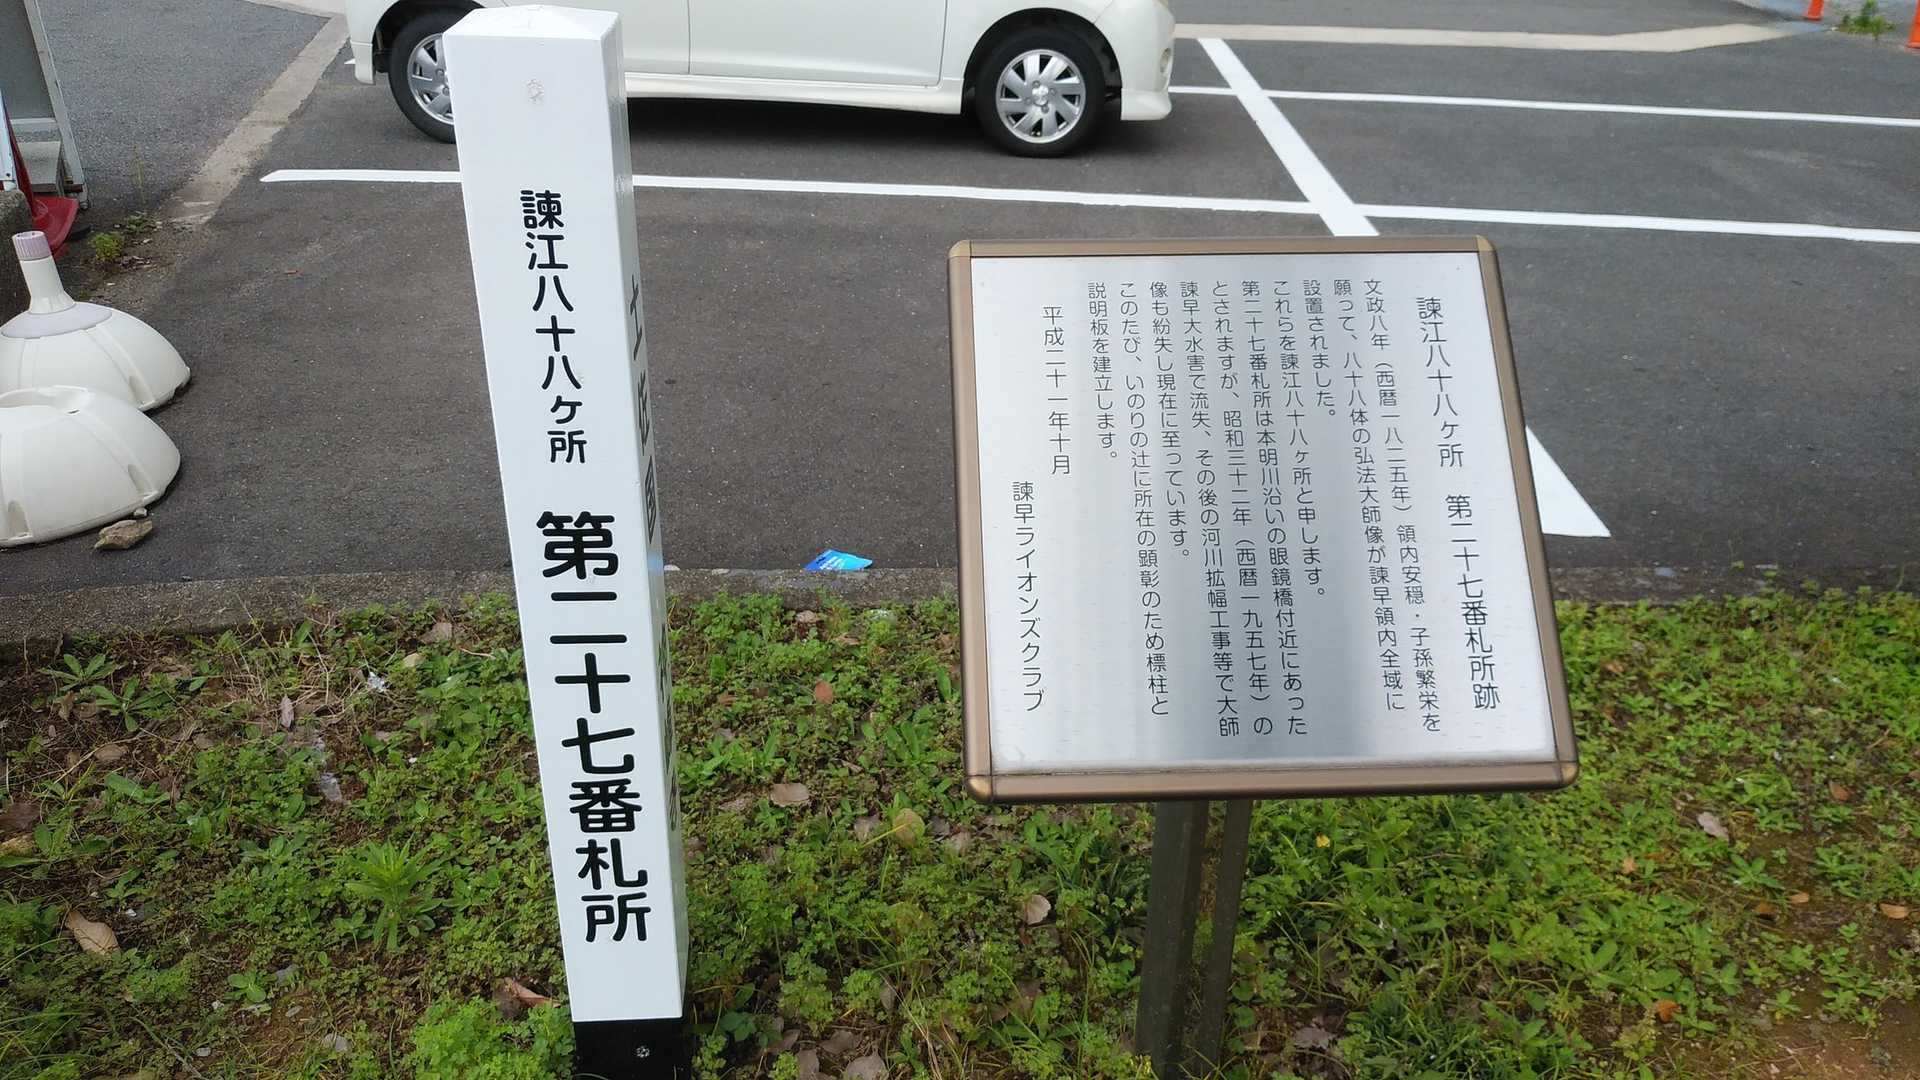 諫江八十八ヶ所 第二十七番札所
土佐国
諫江八十八ヶ所 第二十七番札所跡
文政八年(西暦一八二五年)領内安穏・子孫繁栄を
願って、八十八体の弘法大師像が諫早領内全域に
設置されました。
これらを諫江八十八ヶ所と申します。
第二十七番札所は本明川沿いの眼鏡橋付近にあった
とされますが、昭和三十二年(西暦一九五七年)の
諫早大水害で流失、その後の河川拡幅工事等で大師
像も紛失し現在に至っています。
このたび、いのりの辻に所在の顕彰のため標柱と
説明板を建立します。
平成二十一年十月
諫早ライオンズクラブ